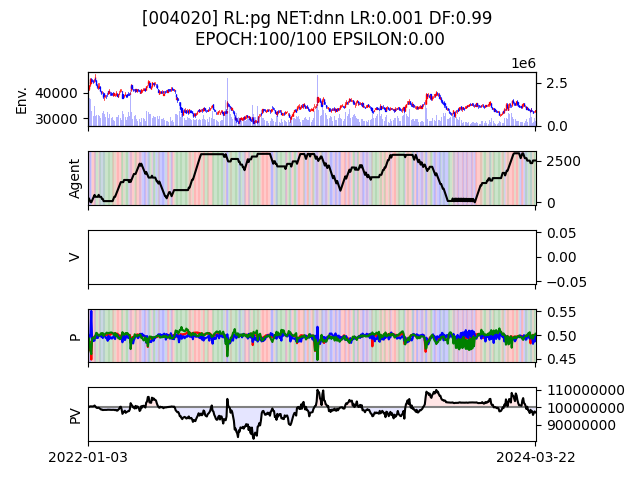 [004020] RL:pg NET:dnn LR:0.001 DF:0.99
EPOCH:100/100 EPSILON:0.00
1e6
Env.
40000
30000
2.5
0.0
Agent
2500
0
V
0.05
0.00
−0.05
P
0.55
0.50
0.45
PV
110000000
100000000
90000000
2022-01-03
2024-03-22